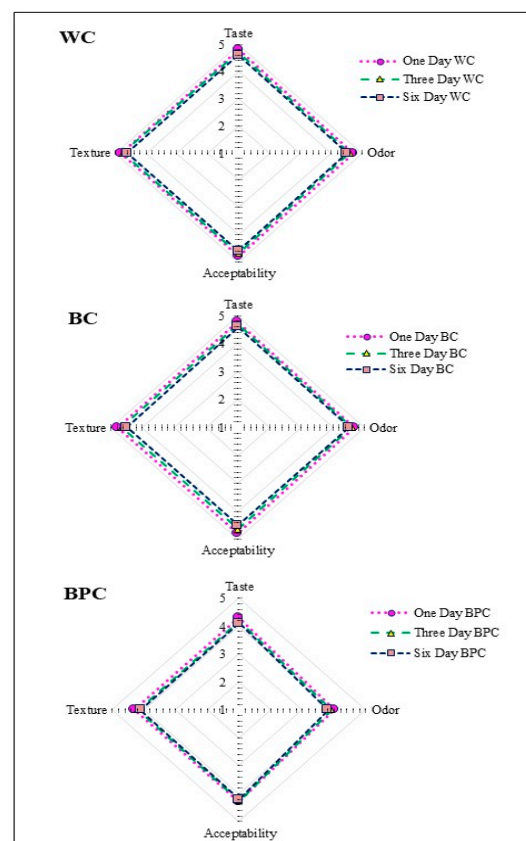 WC
Taste
5
4
3
2
1
Texture
Odor
Acceptability
One Day WC
Three Day WC
Six Day WC
BC
Taste
5
4
3
2
1
Texture
Odor
Acceptability
One Day BC
Three Day BC
Six Day BC
BPC
Taste
5
4
3
2
1
Texture
Odor
Acceptability
One Day BPC
Three Day BPC
Six Day BPC